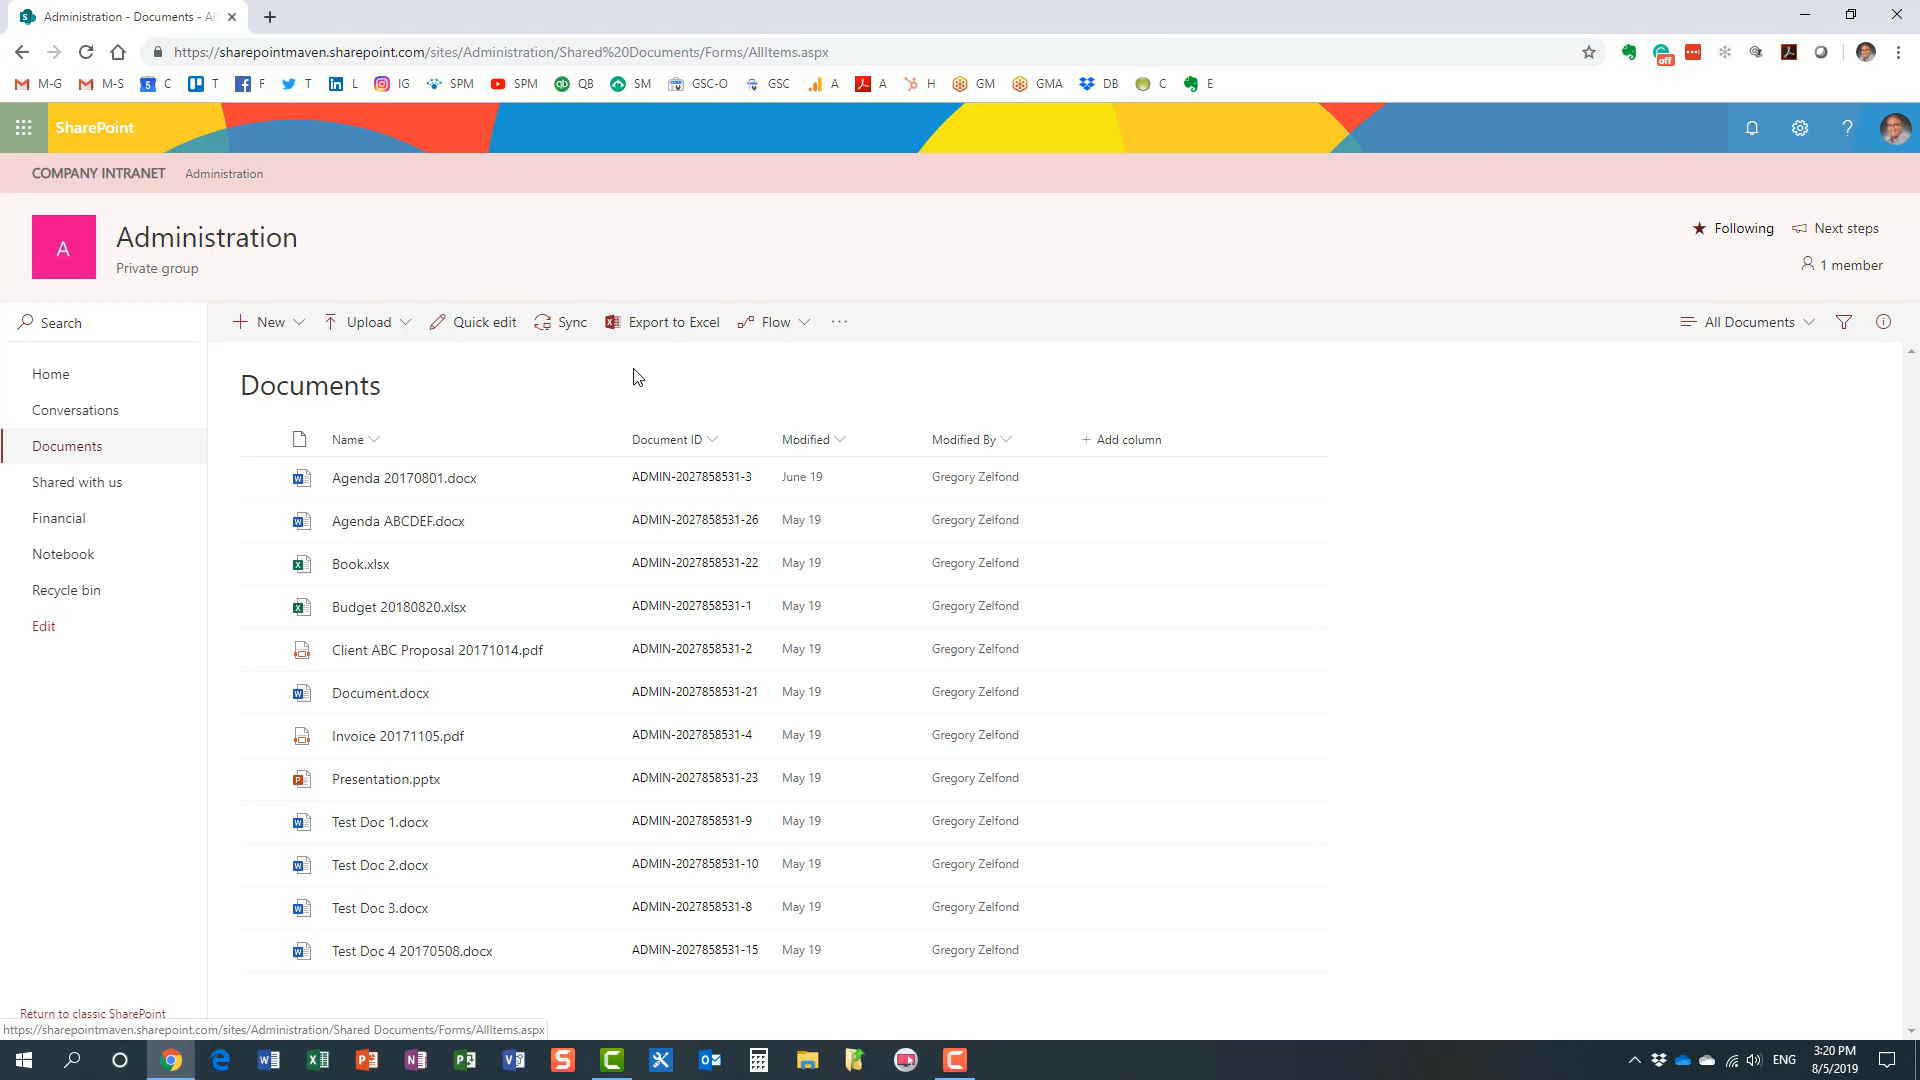 Administration - Documents - All
https://sharepointmaven.sharepoint.com/sites/Administration/Shared%20Documents/Forms/AllItems.aspx
off
M-G M-S 5 C T F T L IG SPM SPM QB SM GSC-O GSC A A H GM GMA DB C E
SharePoint
COMPANY INTRANET Administration
A
Administration
Private group
Following Next steps
1 member
Search
New Upload Quick edit Sync Export to Excel Flow All Documents
Home
Conversations
Documents
Shared with us
Financial
Notebook
Recycle bin
Edit
Return to classic SharePoint
Documents
Name Document ID Modified Modified By Add column
Agenda 20170801.docx ADMIN-2027858531-3 June 19 Gregory Zelfond
Agenda ABCDEF.docx ADMIN-2027858531-26 May 19 Gregory Zelfond
Book.xlsx ADMIN-2027858531-22 May 19 Gregory Zelfond
Budget 20180820.xlsx ADMIN-2027858531-1 May 19 Gregory Zelfond
Client ABC Proposal 20171014.pdf ADMIN-2027858531-2 May 19 Gregory Zelfond
Document.docx ADMIN-2027858531-21 May 19 Gregory Zelfond
Invoice 20171105.pdf ADMIN-2027858531-4 May 19 Gregory Zelfond
Presentation.pptx ADMIN-2027858531-23 May 19 Gregory Zelfond
Test Doc 1.docx ADMIN-2027858531-9 May 19 Gregory Zelfond
Test Doc 2.docx ADMIN-2027858531-10 May 19 Gregory Zelfond
Test Doc 3.docx ADMIN-2027858531-8 May 19 Gregory Zelfond
Test Doc 4 20170508.docx ADMIN-2027858531-15 May 19 Gregory Zelfond
https://sharepointmaven.sharepoint.com/sites/Administration/Shared Documents/Forms/AllItems.aspx
ENG
3:20 PM
8/5/2019